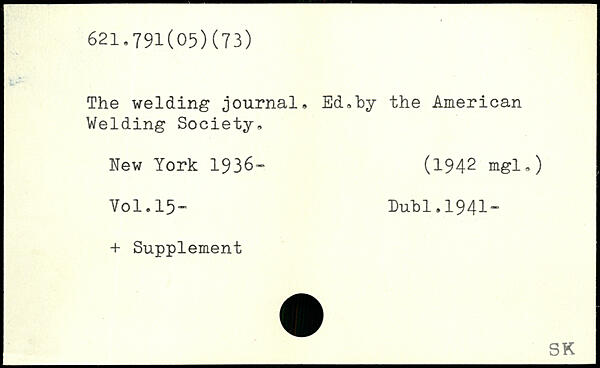 621.791(05)(73)
The welding journal. Ed.by the American
Welding Society.
New York 1936- (1942 mgl.)
Vol.15- Dubl.1941-
+ Supplement
SK